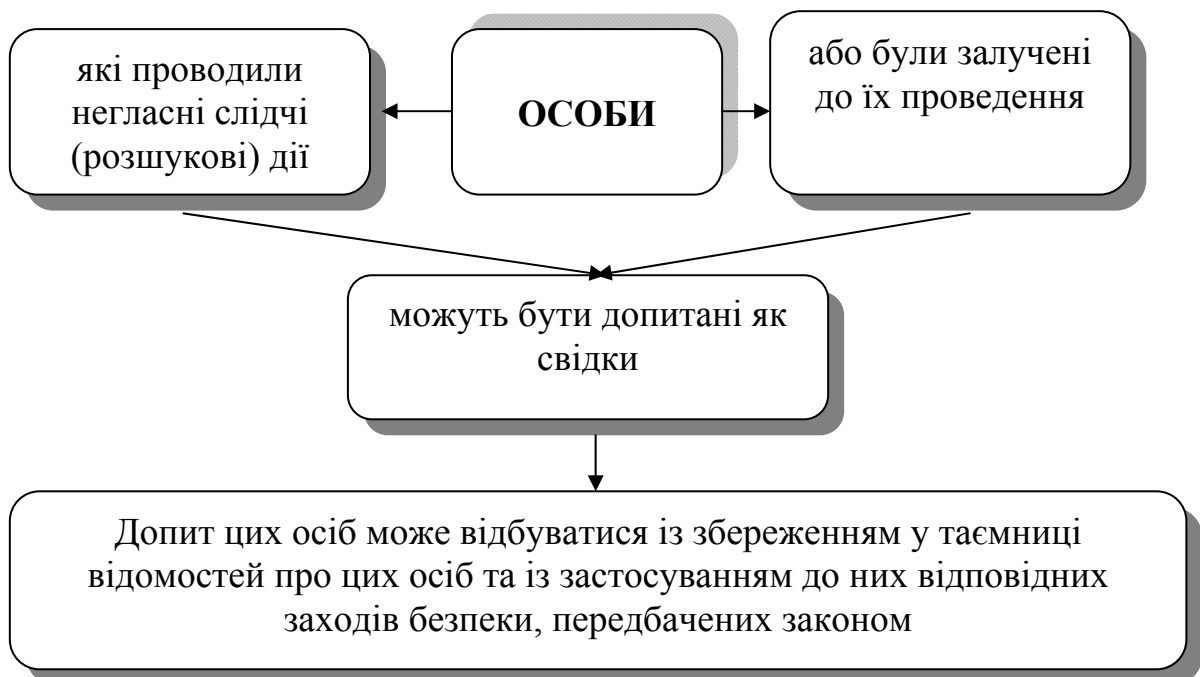 ОСОБИ
які проводили
негласні слідчі
(розшукові) дії
або були залучені
до їх проведення
можуть бути допитані як
свідки
Допит цих осіб може відбуватися із збереженням у таємниці
відомостей про цих осіб та із застосуванням до них відповідних
заходів безпеки, передбачених законом